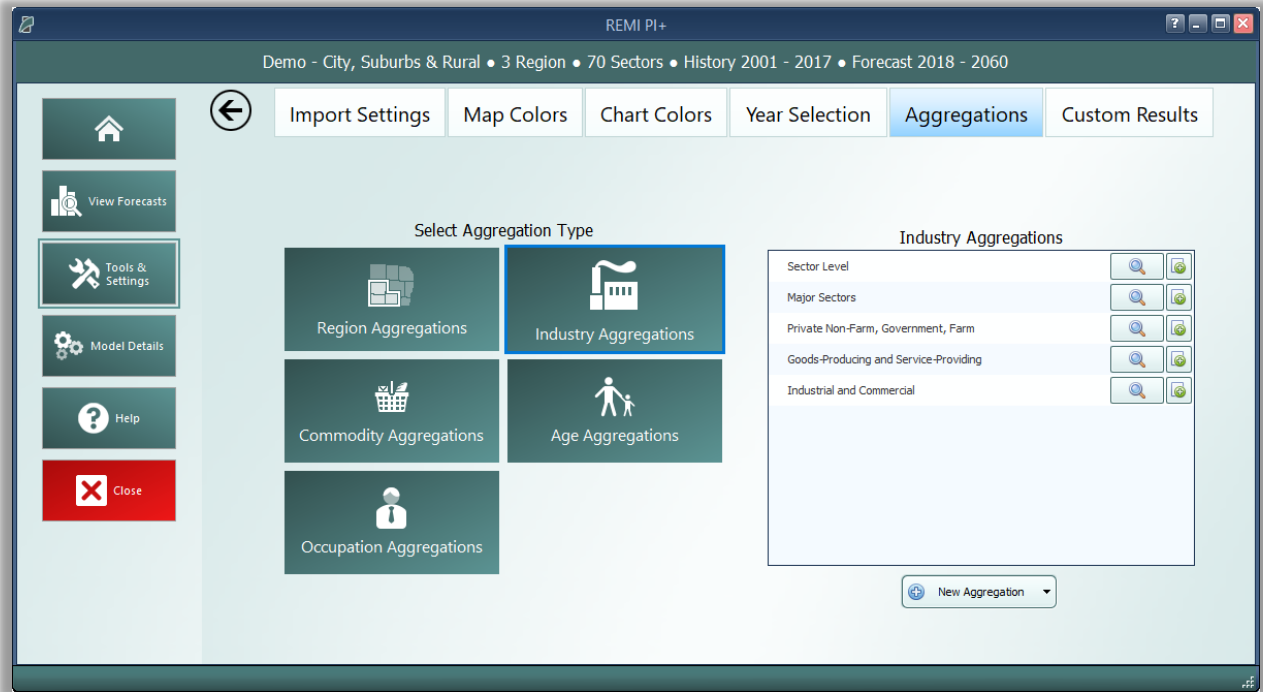 REMI PI+
Demo - City, Suburbs & Rural ● 3 Region ● 70 Sectors ● History 2001 - 2017 ● Forecast 2018 - 2060
Import Settings
Map Colors
Chart Colors
Year Selection
Aggregations
Custom Results
View Forecasts
Tools &
Settings
Model Details
Help
Close
Select Aggregation Type
Region Aggregations
Industry Aggregations
Commodity Aggregations
Age Aggregations
Occupation Aggregations
Industry Aggregations
Sector Level
Major Sectors
Private Non-Farm, Government, Farm
Goods-Producing and Service-Providing
Industrial and Commercial
New Aggregation